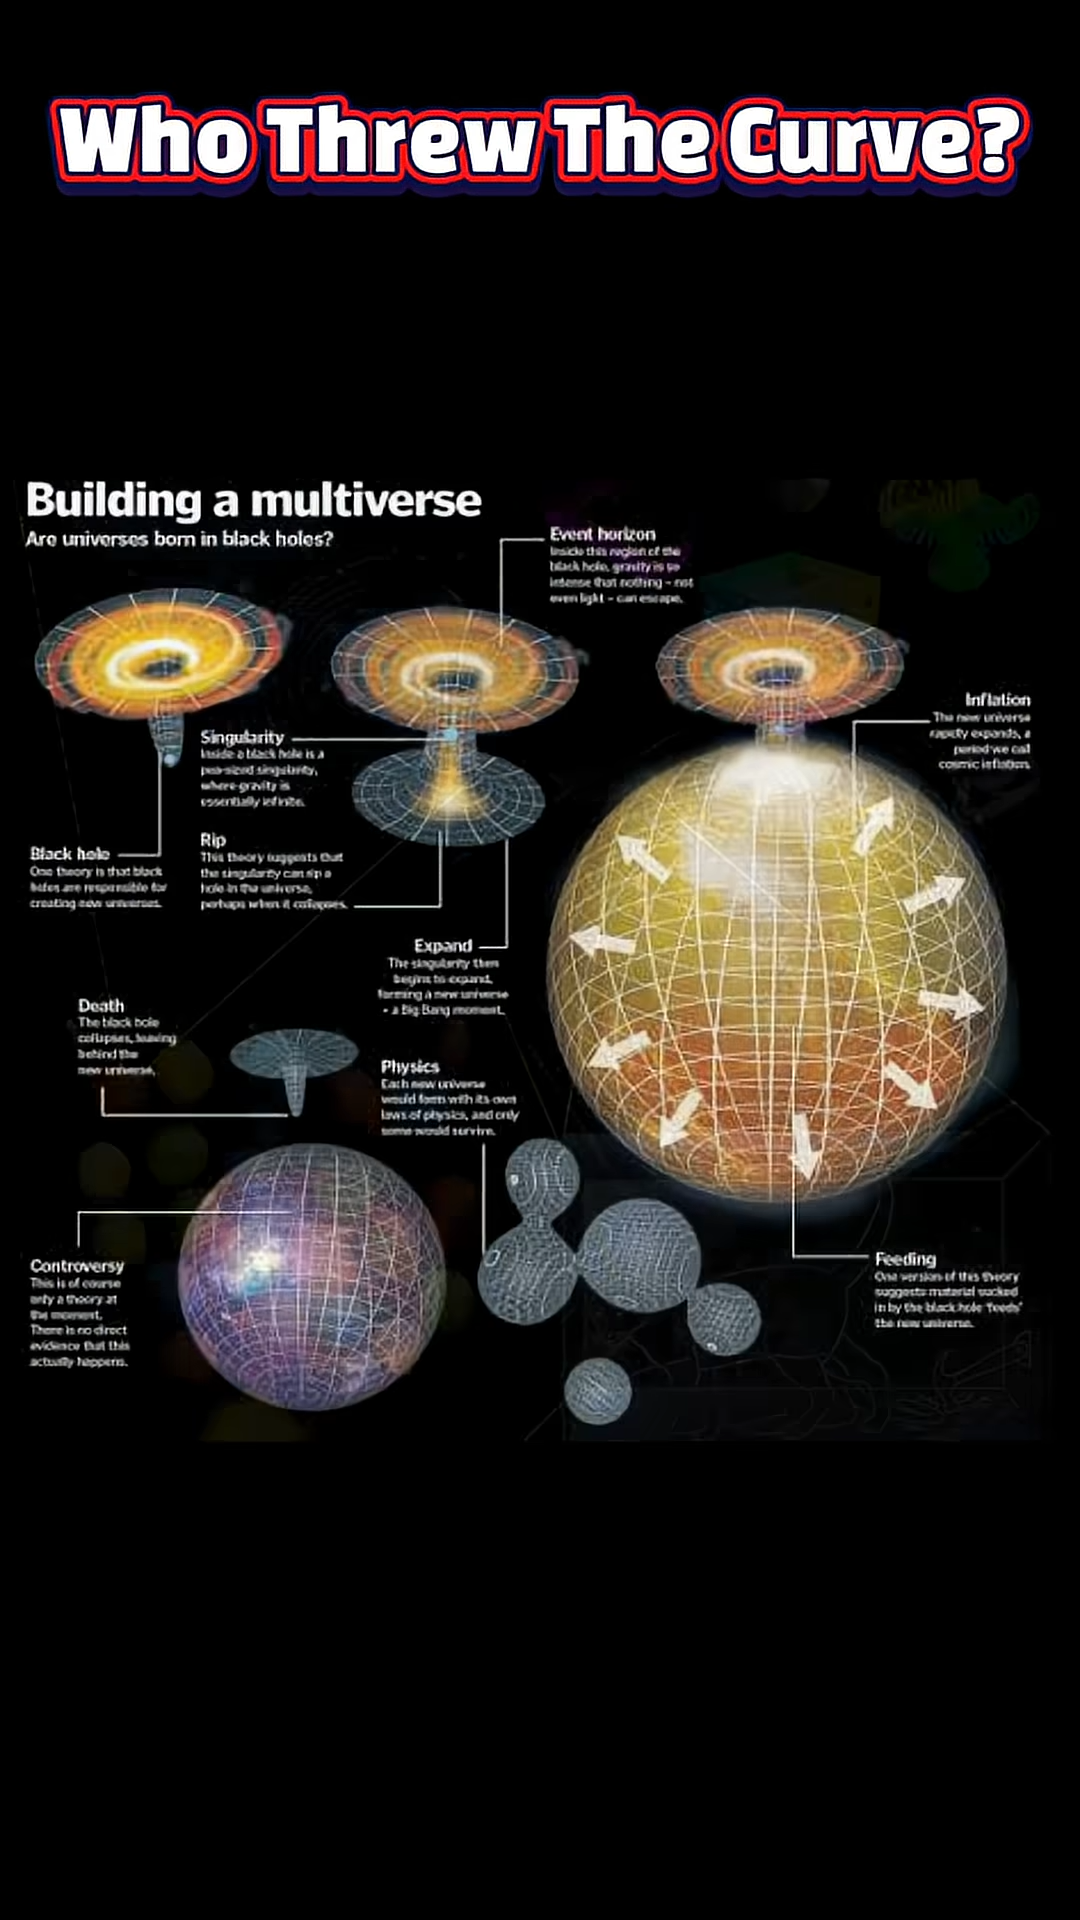 Who Threw The Curve?
Building a multiverse
Are universes born in black holes?
Event horizon
Inside this region of the
black hole, gravity is so
intense that nothing – not
even light – can escape.
Singularity
Inside a black hole is a
pea-sized singularity,
where gravity is
essentially infinite.
Inflation
The new universe
rapidly expands, a
period we call
cosmic inflation.
Black hole
One theory is that black
holes are responsible for
creating new universes.
Rip
This theory suggests that
the singularity can rip a
hole in the universe,
perhaps when it collapses.
Expand
The singularity then
begins to expand,
forming a new universe
– a Big Bang moment.
Death
The black hole
collapses, leaving
behind the
new universe.
Physics
Each new universe
would form with its own
laws of physics, and only
some would survive.
Controversy
This is of course
only a theory at
the moment.
There is no direct
evidence that this
actually happens.
Feeding
One version of this theory
suggests material sucked
in by the black hole 'feeds'
the new universe.